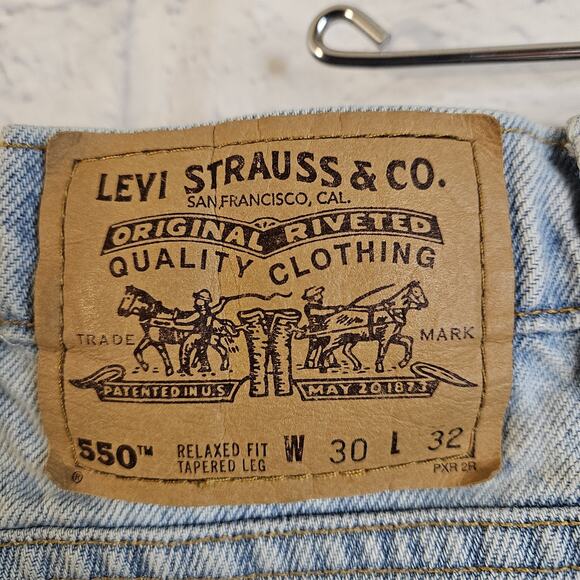 LEVI STRAUSS & CO.
SAN FRANCISCO, CAL.
ORIGINAL RIVETED
QUALITY CLOTHING
TRADE MARK
PATENTED IN U.S. MAY 20 1873
550™ RELAXED FIT W 30 L 32
TAPERED LEG
® PXR 2R